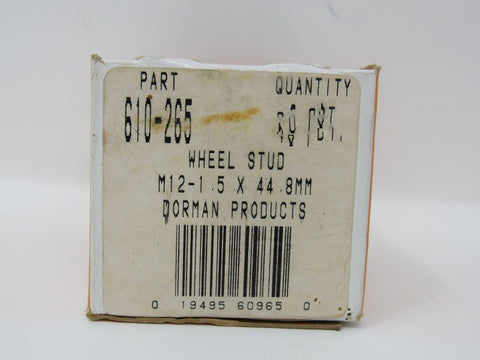 PART QUANTITY
610-265
WHEEL STUD
M12-1.5 X 44.8MM
DORMAN PRODUCTS
0 19495 60965 0